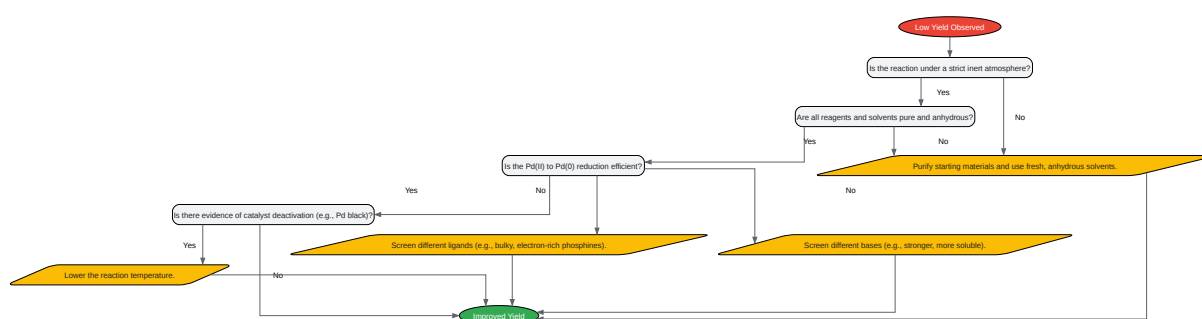 Low Yield Observed
Is the reaction under a strict inert atmosphere?
Yes
No
Are all reagents and solvents pure and anhydrous?
Yes
No
Is the Pd(II) to Pd(0) reduction efficient?
Purify starting materials and use fresh, anhydrous solvents.
Yes
No
No
Is there evidence of catalyst deactivation (e.g., Pd black)?
Yes
Screen different ligands (e.g., bulky, electron-rich phosphines).
Screen different bases (e.g., stronger, more soluble).
Lower the reaction temperature.
No
Improved Yield